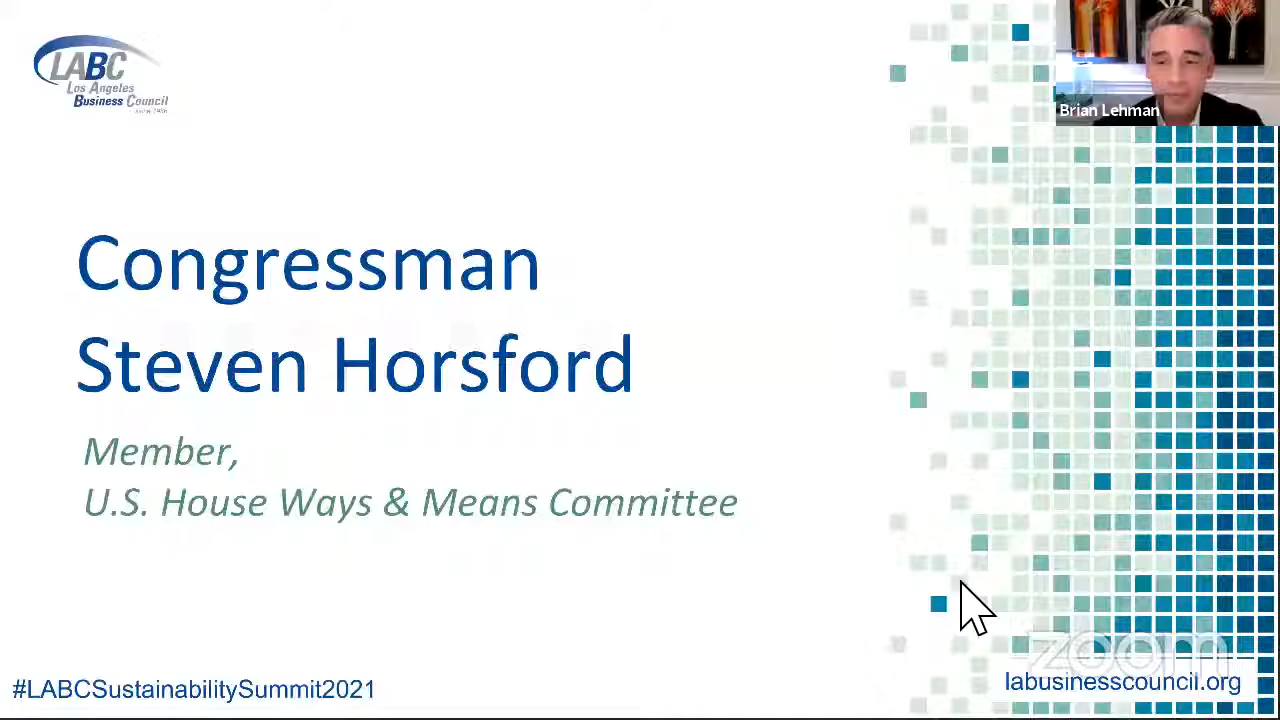 LABC
Los Angeles
Business Council
Brian Lehman
Congressman
Steven Horsford
Member,
U.S. House Ways & Means Committee
zoom
#LABCSustainabilitySummit2021
labusinesscouncil.org